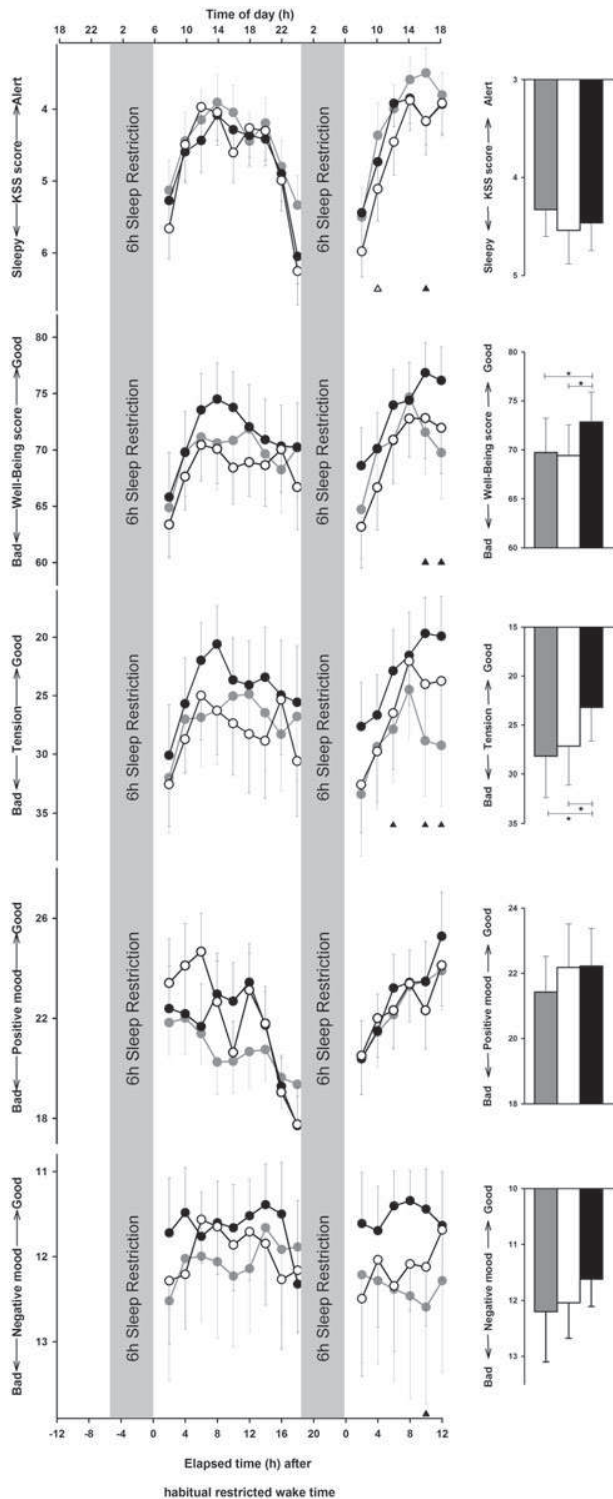 Time of day (h)
18 22 2 6 10 14 18 22 2 6 10 14 18
Sleepy ← KSS score → Alert
4
5
6
6h Sleep Restriction
6h Sleep Restriction
Sleepy ← KSS score → Alert
3
4
5
Bad ← Well-Being score → Good
80
75
70
65
60
6h Sleep Restriction
6h Sleep Restriction
Bad ← Well-Being score → Good
80
75
70
65
60
*
*
Bad ← Tension → Good
20
25
30
35
6h Sleep Restriction
6h Sleep Restriction
Bad ← Tension → Good
15
20
25
30
35
*
*
Bad ← Positive mood → Good
26
22
18
6h Sleep Restriction
6h Sleep Restriction
Bad ← Positive mood → Good
24
22
20
18
Bad ← Negative mood → Good
11
12
13
6h Sleep Restriction
6h Sleep Restriction
Bad ← Negative mood → Good
10
11
12
13
-12 -8 -4 0 4 8 12 16 20 0 4 8 12
Elapsed time (h) after
habitual restricted wake time